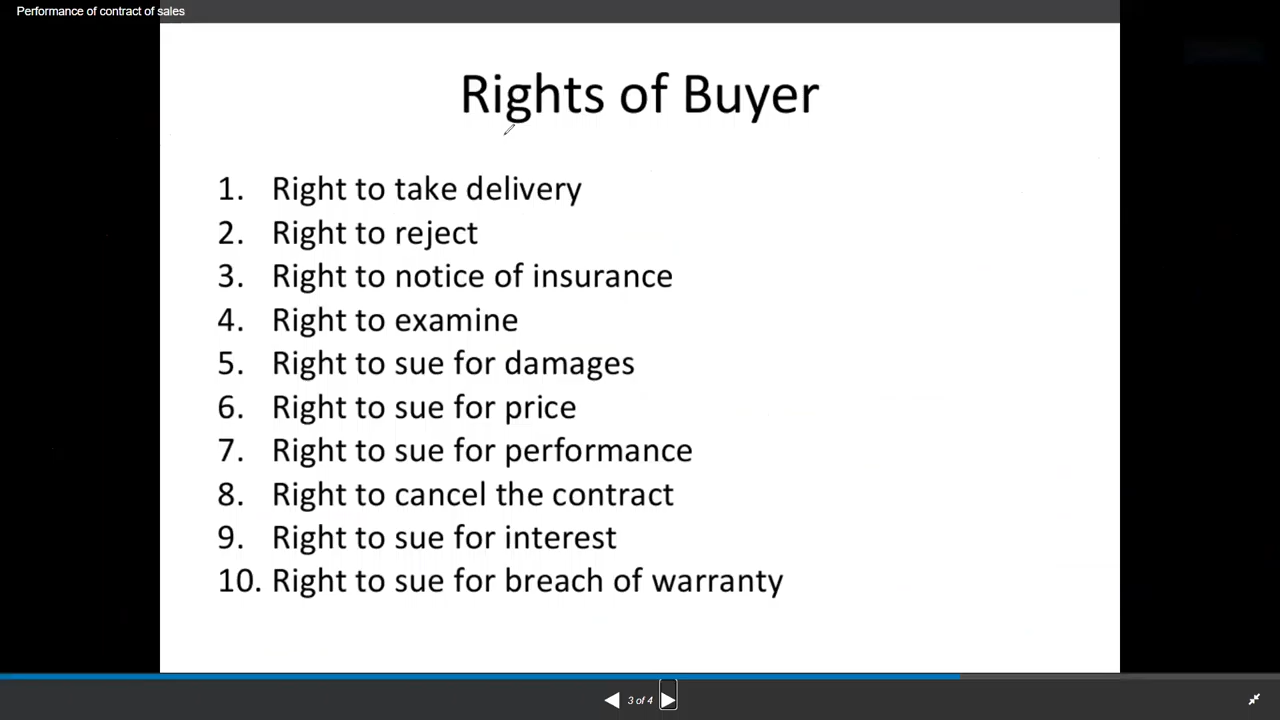 Performance of contract of sales
Rights of Buyer
1. Right to take delivery
2. Right to reject
3. Right to notice of insurance
4. Right to examine
5. Right to sue for damages
6. Right to sue for price
7. Right to sue for performance
8. Right to cancel the contract
9. Right to sue for interest
10. Right to sue for breach of warranty
3 of 4